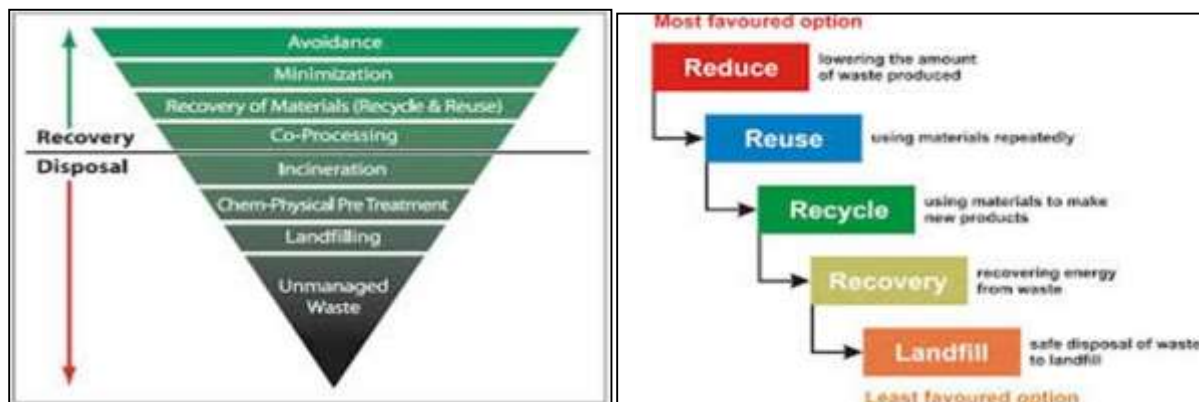 Avoidance
Minimization
Recovery of Materials (Recycle & Reuse)
Recovery
Co-Processing
Disposal
Incineration
Chem-Physical Pre Treatment
Landfilling
Unmanaged
Waste
Most favoured option
Reduce
lowering the amount
of waste produced
Reuse
using materials repeatedly
Recycle
using materials to make
new products
Recovery
recovering energy
from waste
Landfill
safe disposal of waste
to landfill
Least favoured option